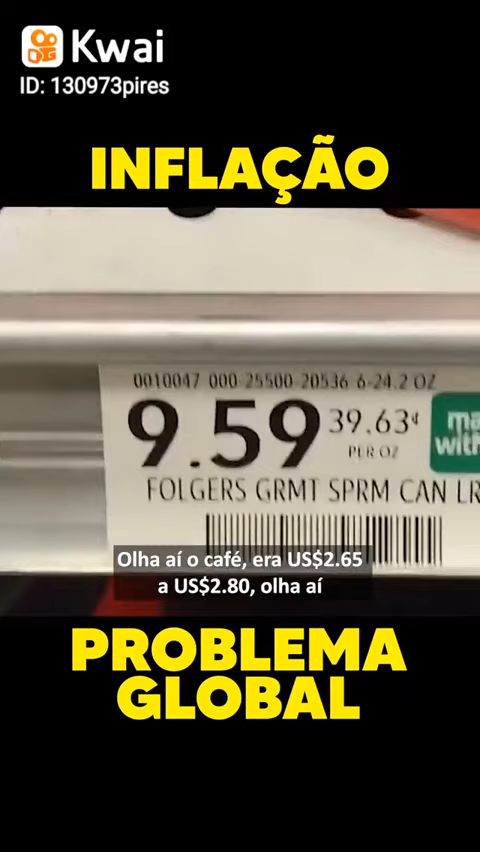 Kwai
ID: 130973pires
INFLAÇÃO
0010047 000-25500-20536 6-24.2 OZ
9.59 39.63¢
PER OZ
FOLGERS GRMT SPRM CAN
Olha aí o café, era US$2.65
a US$2.80, olha aí
PROBLEMA
GLOBAL